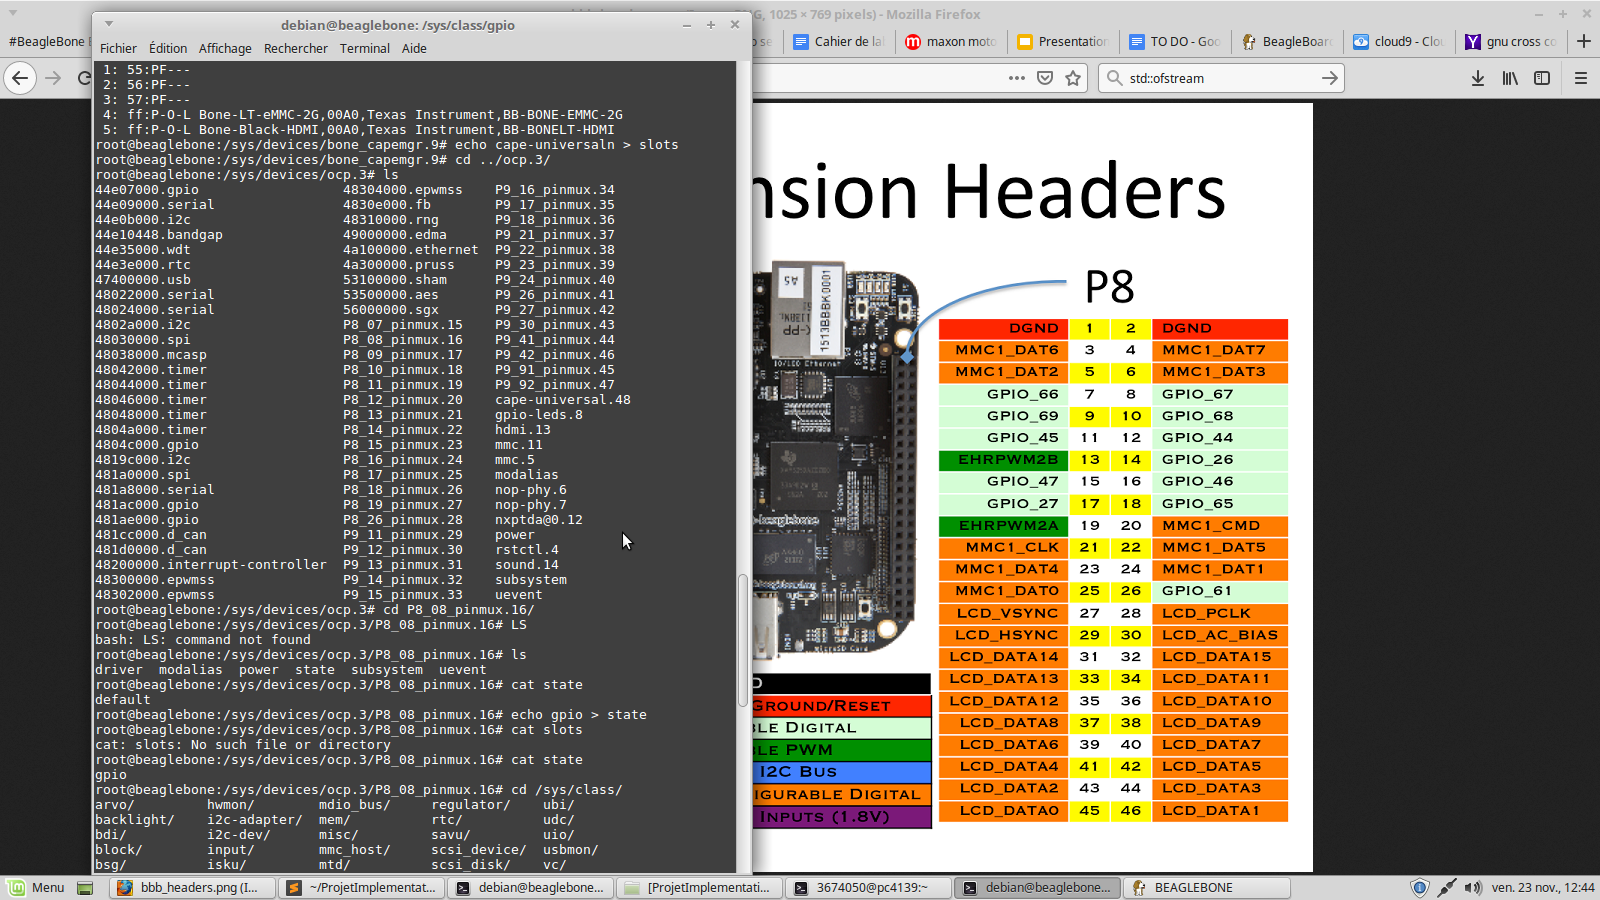 debian@beaglebone: /sys/class/gpio
NG, 1025 × 769 pixels) - Mozilla Firefox
#BeagleBone
Fichier Édition Affichage Rechercher Terminal Aide
Cahier de la
maxon mot
Presentation
TO DO - Goo
BeagleBoar
cloud9 - Clo
gnu cross co
std::ofstream
1: 55:PF---
2: 56:PF---
3: 57:PF---
4: ff:P-O-L Bone-LT-eMMC-2G,00A0,Texas Instrument,BB-BONE-EMMC-2G
5: ff:P-O-L Bone-Black-HDMI,00A0,Texas Instrument,BB-BONELT-HDMI
root@beaglebone:/sys/devices/bone_capemgr.9# echo cape-universaln > slots
root@beaglebone:/sys/devices/bone_capemgr.9# cd ../ocp.3/
root@beaglebone:/sys/devices/ocp.3# ls
44e07000.gpio 48304000.epwmss P9_16_pinmux.34
44e09000.serial 4830e000.fb P9_17_pinmux.35
44e0b000.i2c 48310000.rng P9_18_pinmux.36
44e10448.bandgap 49000000.edma P9_21_pinmux.37
44e35000.wdt 4a100000.ethernet P9_22_pinmux.38
44e3e000.rtc 4a300000.pruss P9_23_pinmux.39
47400000.usb 53100000.sham P9_24_pinmux.40
48022000.serial 53500000.aes P9_26_pinmux.41
48024000.serial 56000000.sgx P9_27_pinmux.42
4802a000.i2c P8_07_pinmux.15 P9_30_pinmux.43
48030000.spi P8_08_pinmux.16 P9_41_pinmux.44
48038000.mcasp P8_09_pinmux.17 P9_42_pinmux.46
48042000.timer P8_10_pinmux.18 P9_91_pinmux.45
48044000.timer P8_11_pinmux.19 P9_92_pinmux.47
48046000.timer P8_12_pinmux.20 cape-universal.48
48048000.timer P8_13_pinmux.21 gpio-leds.8
4804a000.timer P8_14_pinmux.22 hdmi.13
4804c000.gpio P8_15_pinmux.23 mmc.11
4819c000.i2c P8_16_pinmux.24 mmc.5
481a0000.spi P8_17_pinmux.25 modalias
481a8000.serial P8_18_pinmux.26 nop-phy.6
481ac000.gpio P8_19_pinmux.27 nop-phy.7
481ae000.gpio P8_26_pinmux.28 nxptda@0.12
481cc000.d_can P9_11_pinmux.29 power
481d0000.d_can P9_12_pinmux.30 rstctl.4
48200000.interrupt-controller P9_13_pinmux.31 sound.14
48300000.epwmss P9_14_pinmux.32 subsystem
48302000.epwmss P9_15_pinmux.33 uevent
root@beaglebone:/sys/devices/ocp.3# cd P8_08_pinmux.16/
root@beaglebone:/sys/devices/ocp.3/P8_08_pinmux.16# LS
bash: LS: command not found
root@beaglebone:/sys/devices/ocp.3/P8_08_pinmux.16# ls
driver modalias power state subsystem uevent
root@beaglebone:/sys/devices/ocp.3/P8_08_pinmux.16# cat state
default
root@beaglebone:/sys/devices/ocp.3/P8_08_pinmux.16# echo gpio > state
root@beaglebone:/sys/devices/ocp.3/P8_08_pinmux.16# cat slots
cat: slots: No such file or directory
root@beaglebone:/sys/devices/ocp.3/P8_08_pinmux.16# cat state
gpio
root@beaglebone:/sys/devices/ocp.3/P8_08_pinmux.16# cd /sys/class/
arvo/ hwmon/ mdio_bus/ regulator/ ubi/
backlight/ i2c-adapter/ mem/ rtc/ udc/
bdi/ i2c-dev/ misc/ savu/ uio/
block/ input/ mmc_host/ scsi_device/ usbmon/
bsg/ isku/ mtd/ scsi_disk/ vc/
nsion Headers
P8
1513BBBK0001
A5
10/100 Ethernet
microSD Card
DGND 1 2 DGND
MMC1_DAT6 3 4 MMC1_DAT7
MMC1_DAT2 5 6 MMC1_DAT3
GPIO_66 7 8 GPIO_67
GPIO_69 9 10 GPIO_68
GPIO_45 11 12 GPIO_44
EHRPWM2B 13 14 GPIO_26
GPIO_47 15 16 GPIO_46
GPIO_27 17 18 GPIO_65
EHRPWM2A 19 20 MMC1_CMD
MMC1_CLK 21 22 MMC1_DAT5
MMC1_DAT4 23 24 MMC1_DAT1
MMC1_DAT0 25 26 GPIO_61
LCD_VSYNC 27 28 LCD_PCLK
LCD_HSYNC 29 30 LCD_AC_BIAS
LCD_DATA14 31 32 LCD_DATA15
LCD_DATA13 33 34 LCD_DATA11
LCD_DATA12 35 36 LCD_DATA10
LCD_DATA8 37 38 LCD_DATA9
LCD_DATA6 39 40 LCD_DATA7
LCD_DATA4 41 42 LCD_DATA5
LCD_DATA2 43 44 LCD_DATA3
LCD_DATA0 45 46 LCD_DATA1
D
Ground/Reset
le Digital
le PWM
I2C Bus
igurable Digital
Inputs (1.8V)
Menu
bbb_headers.png (I...
~/ProjetImplementat...
debian@beaglebone...
[ProjetImplementati...
3674050@pc4139:~
debian@beaglebone...
BEAGLEBONE
ven. 23 nov., 12:44